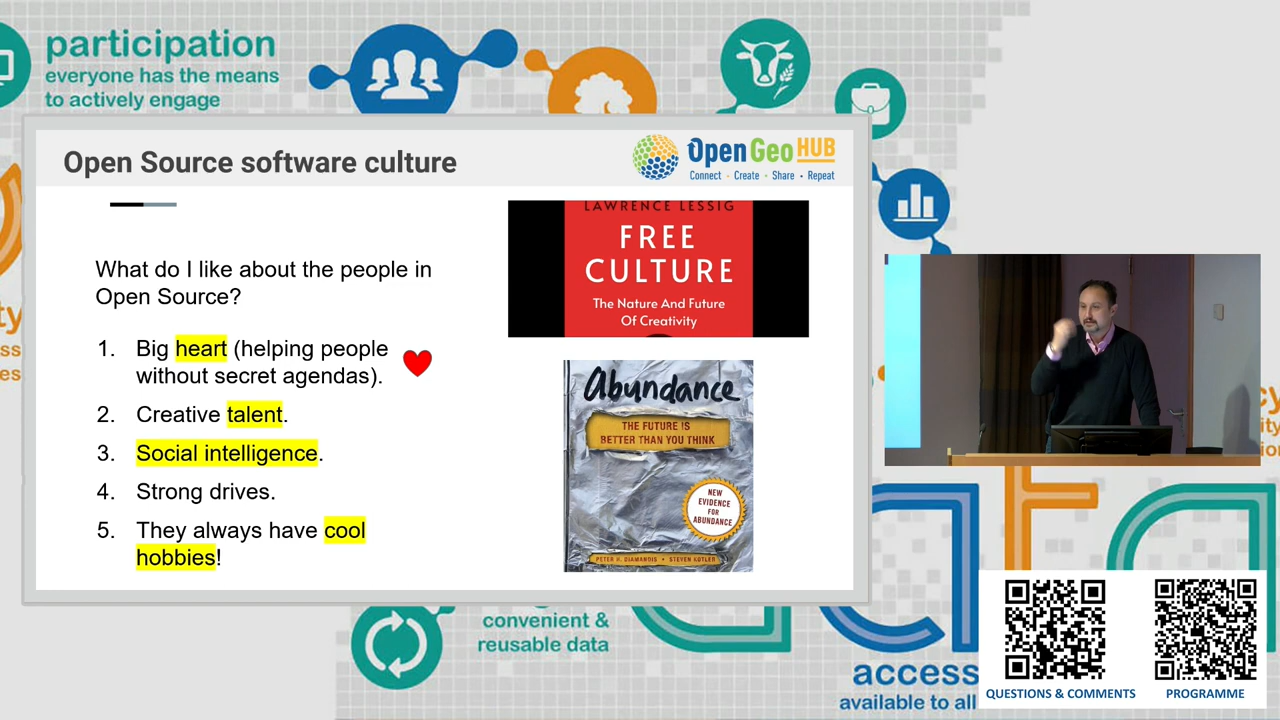 participation
everyone has the means
to actively engage
Open Source software culture
OpenGeoHUB
Connect · Create · Share · Repeat
What do I like about the people in
Open Source?
1. Big heart (helping people
without secret agendas).
2. Creative talent.
3. Social intelligence.
4. Strong drives.
5. They always have cool
hobbies!
LAWRENCE LESSIG
FREE
CULTURE
The Nature And Future
Of Creativity
Abundance
THE FUTURE IS
BETTER THAN YOU THINK
NEW
EVIDENCE
FOR
ABUNDANCE
PETER H. DIAMANDIS • STEVEN KOTLER
convenient &
reusable data
access
available to all
QUESTIONS & COMMENTS
PROGRAMME